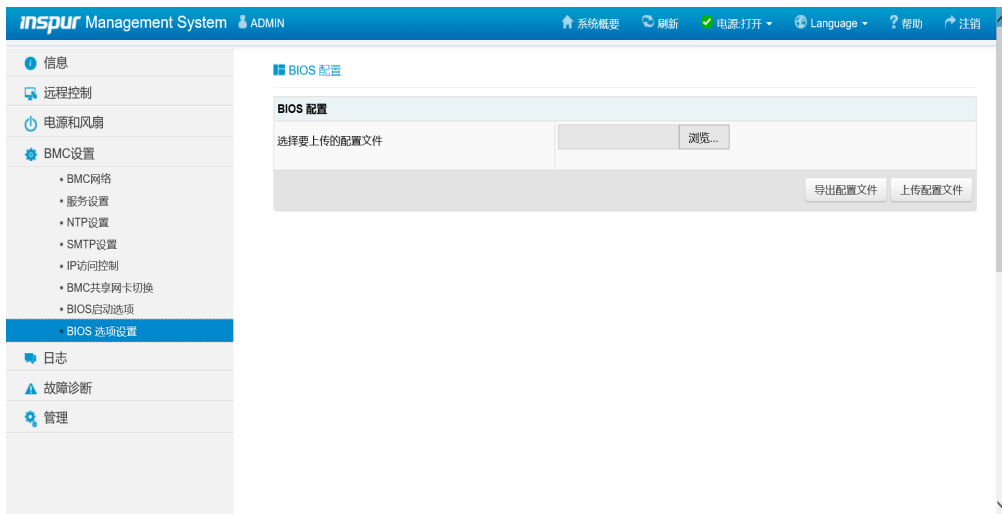 inspur Management System ADMIN 系统概要 刷新 电源:打开 Language ? 帮助 注销
信息
远程控制
电源和风扇
BMC设置
• BMC网络
• 服务设置
• NTP设置
• SMTP设置
• IP访问控制
• BMC共享网卡切换
• BIOS启动选项
• BIOS 选项设置
日志
故障诊断
管理
BIOS 配置
BIOS 配置
选择要上传的配置文件 浏览...
导出配置文件 上传配置文件